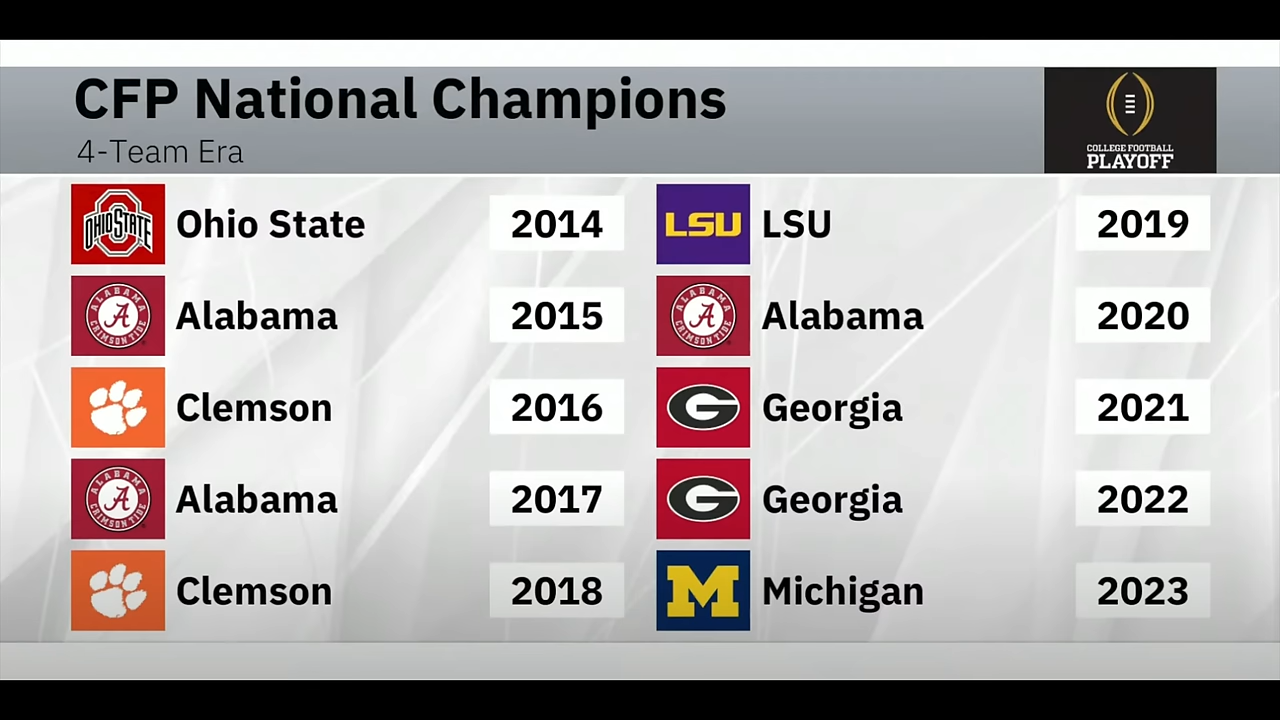 CFP National Champions
4-Team Era
COLLEGE FOOTBALL
PLAYOFF
OHIO STATE
Ohio State 2014
ALABAMA
A
CRIMSON TIDE
Alabama 2015
Clemson 2016
ALABAMA
A
CRIMSON TIDE
Alabama 2017
Clemson 2018
LSU
LSU 2019
ALABAMA
A
CRIMSON TIDE
Alabama 2020
G
Georgia 2021
G
Georgia 2022
M
Michigan 2023